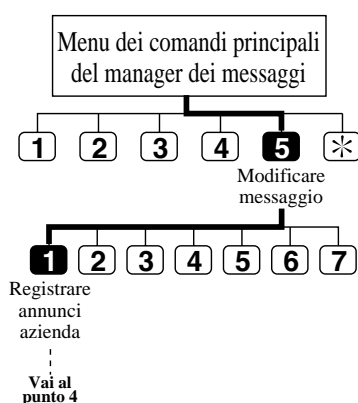 Menu dei comandi principali
del manager dei messaggi
1 2 3 4 5 *
Modificare
messaggio
1 2 3 4 5 6 7
Registrare
annunci
azienda
Vai al
punto 4